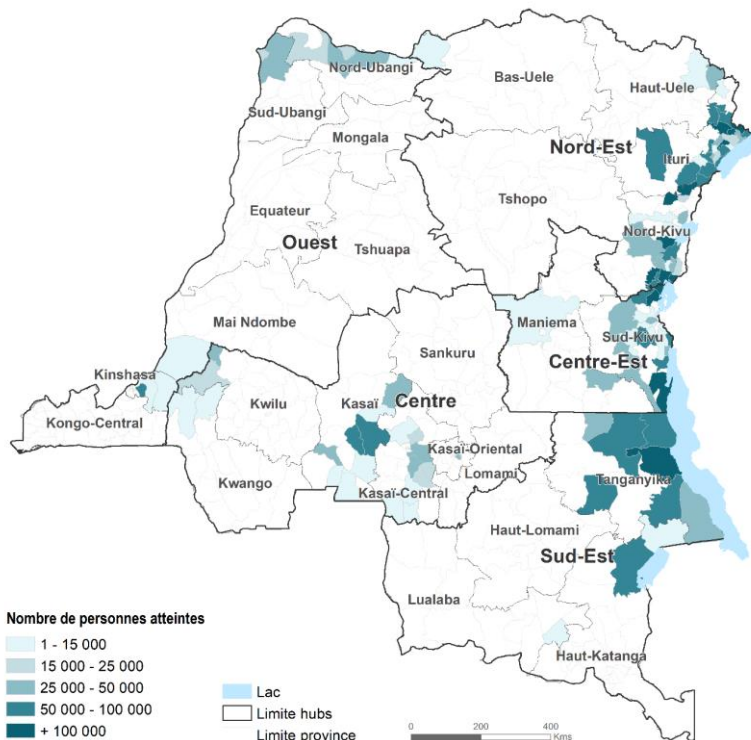 Nord-Ubangi
Bas-Uele
Haut-Uele
Sud-Ubangi
Mongala
Nord-Est
Ituri
Tshopo
Equateur
Ouest
Tshuapa
Nord-Kivu
Mai Ndombe
Maniema
Sud-Kivu
Sankuru
Centre-Est
Kinshasa
Kwilu
Kasaï
Centre
Kongo-Central
Kasaï-Oriental
Lomami
Kwango
Kasaï-Central
Tanganyika
Haut-Lomami
Sud-Est
Lualaba
Haut-Katanga
Nombre de personnes atteintes
1 - 15 000
15 000 - 25 000
25 000 - 50 000
50 000 - 100 000
+ 100 000
Lac
Limite hubs
Limite province
0 200 400
Kms